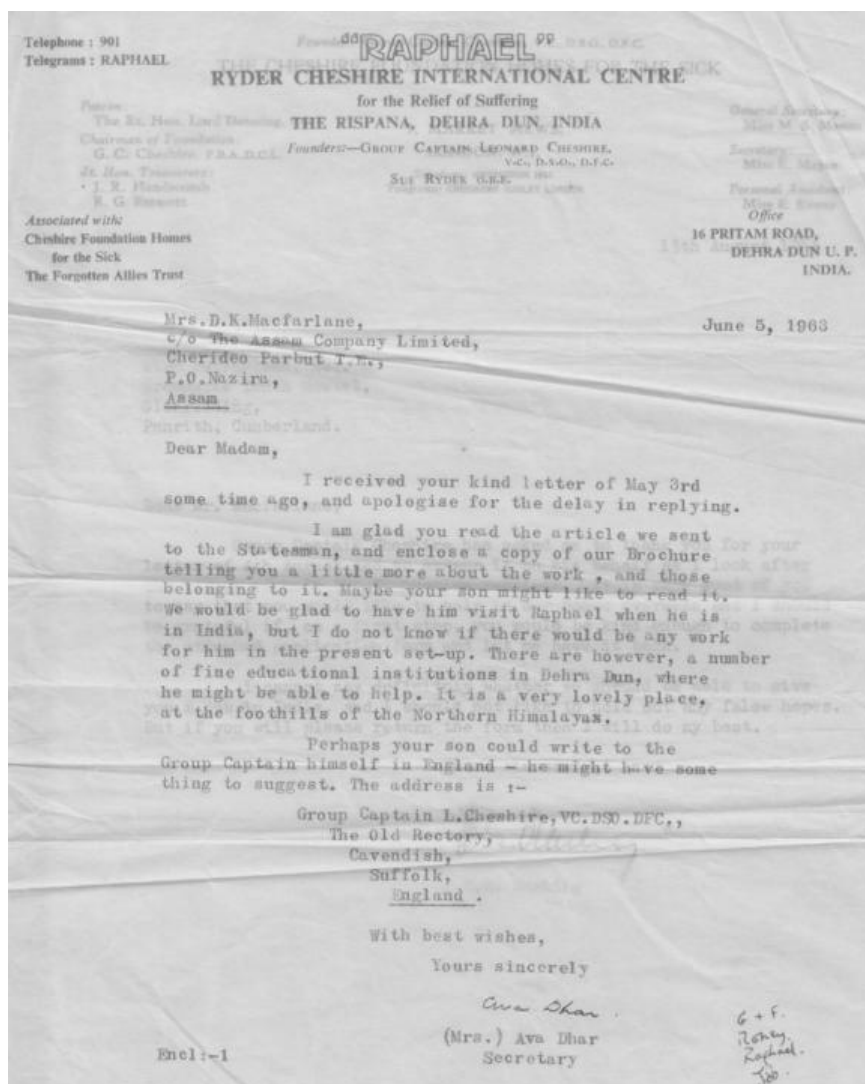 Telephone : 901
Telegrams : RAPHAEL
"RAPHAEL"
RYDER CHESHIRE INTERNATIONAL CENTRE
for the Relief of Suffering
THE RISPANA, DEHRA DUN, INDIA
Founders:—GROUP CAPTAIN LEONARD CHESHIRE,
V.C., D.S.O., D.F.C.
SUE RYDER O.B.E.
Associated with:
Cheshire Foundation Homes
for the Sick
The Forgotten Allies Trust
Office
16 PRITAM ROAD,
DEHRA DUN U. P.
INDIA.
Mrs.D.K.Macfarlane,
c/o The Assam Company Limited,
Cherideo Parbut T.E.,
P.O.Nazira,
Assam
June 5, 1963
Penrith, Cumberland.
Dear Madam,
I received your kind letter of May 3rd
some time ago, and apologise for the delay in replying.
I am glad you read the article we sent
to the Statesman, and enclose a copy of our Brochure
telling you a little more about the work , and those
belonging to it. Maybe your son might like to read it.
We would be glad to have him visit Raphael when he is
in India, but I do not know if there would be any work
for him in the present set-up. There are however, a number
of fine educational institutions in Dehra Dun, where
he might be able to help. It is a very lovely place,
at the foothills of the Northern Himalayas.
Perhaps your son could write to the
Group Captain himself in England - he might have some
thing to suggest. The address is :-
Group Captain L.Cheshire,VC.DSO.DFC.,
The Old Rectory,
Cavendish,
Suffolk,
England .
With best wishes,
Yours sincerely
Ava Dhar.
(Mrs.) Ava Dhar
Secretary
Encl:-1
G + F.
Raphael.